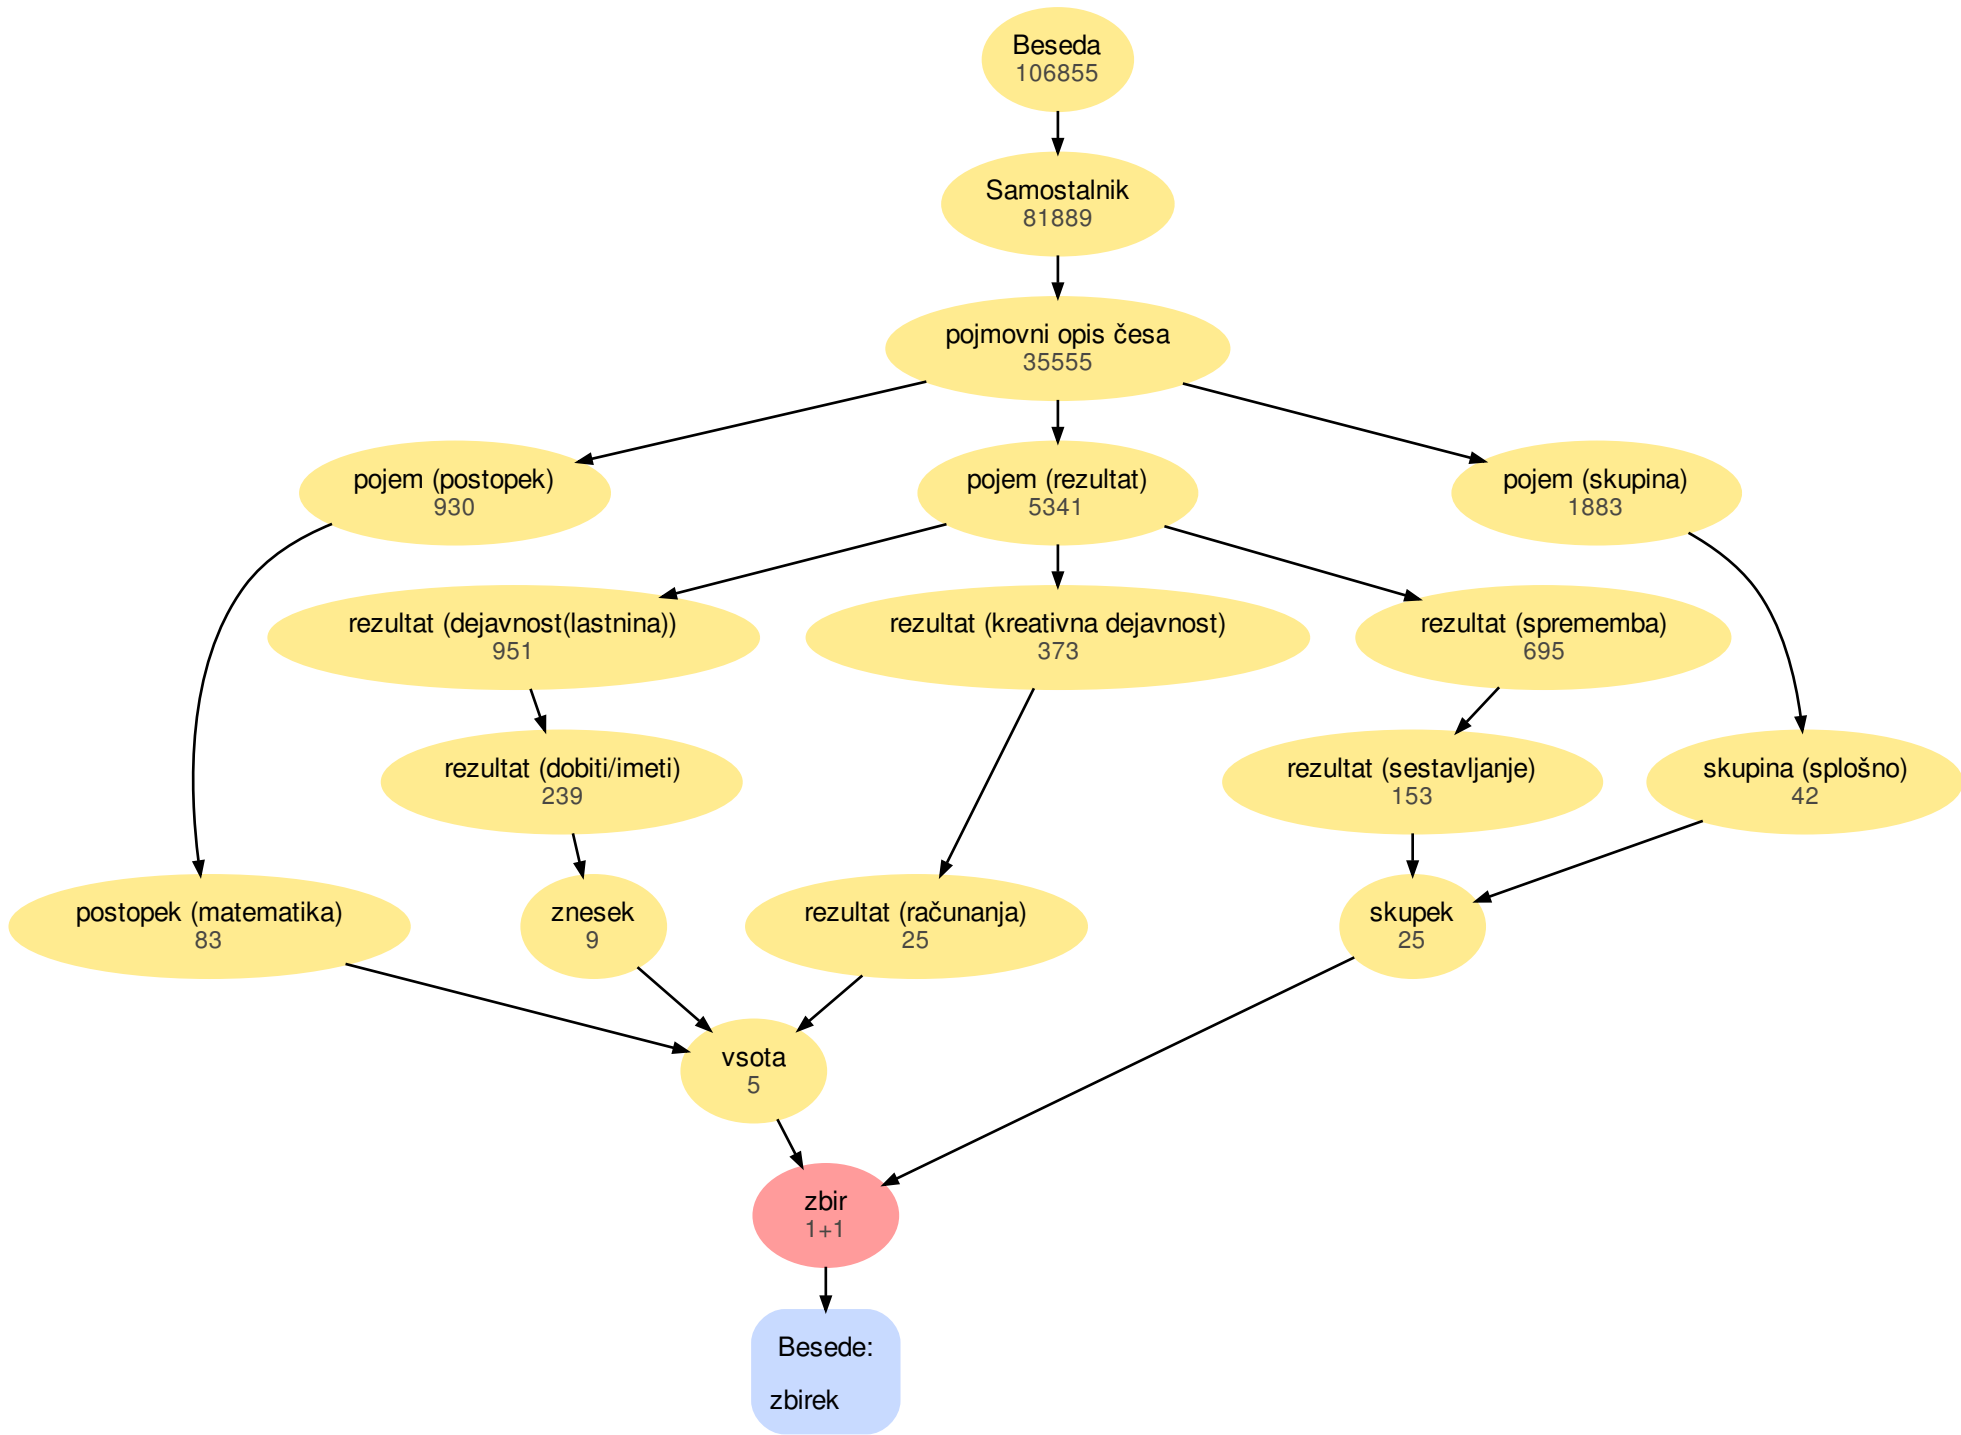 Beseda
106855
Samostalnik
81889
pojmovni opis česa
35555
pojem (postopek)
930
pojem (rezultat)
5341
pojem (skupina)
1883
rezultat (dejavnost(lastnina))
951
rezultat (kreativna dejavnost)
373
rezultat (sprememba)
695
rezultat (dobiti/imeti)
239
rezultat (sestavljanje)
153
skupina (splošno)
42
postopek (matematika)
83
znesek
9
rezultat (računanja)
25
skupek
25
vsota
5
zbir
1+1
Besede:
zbirek